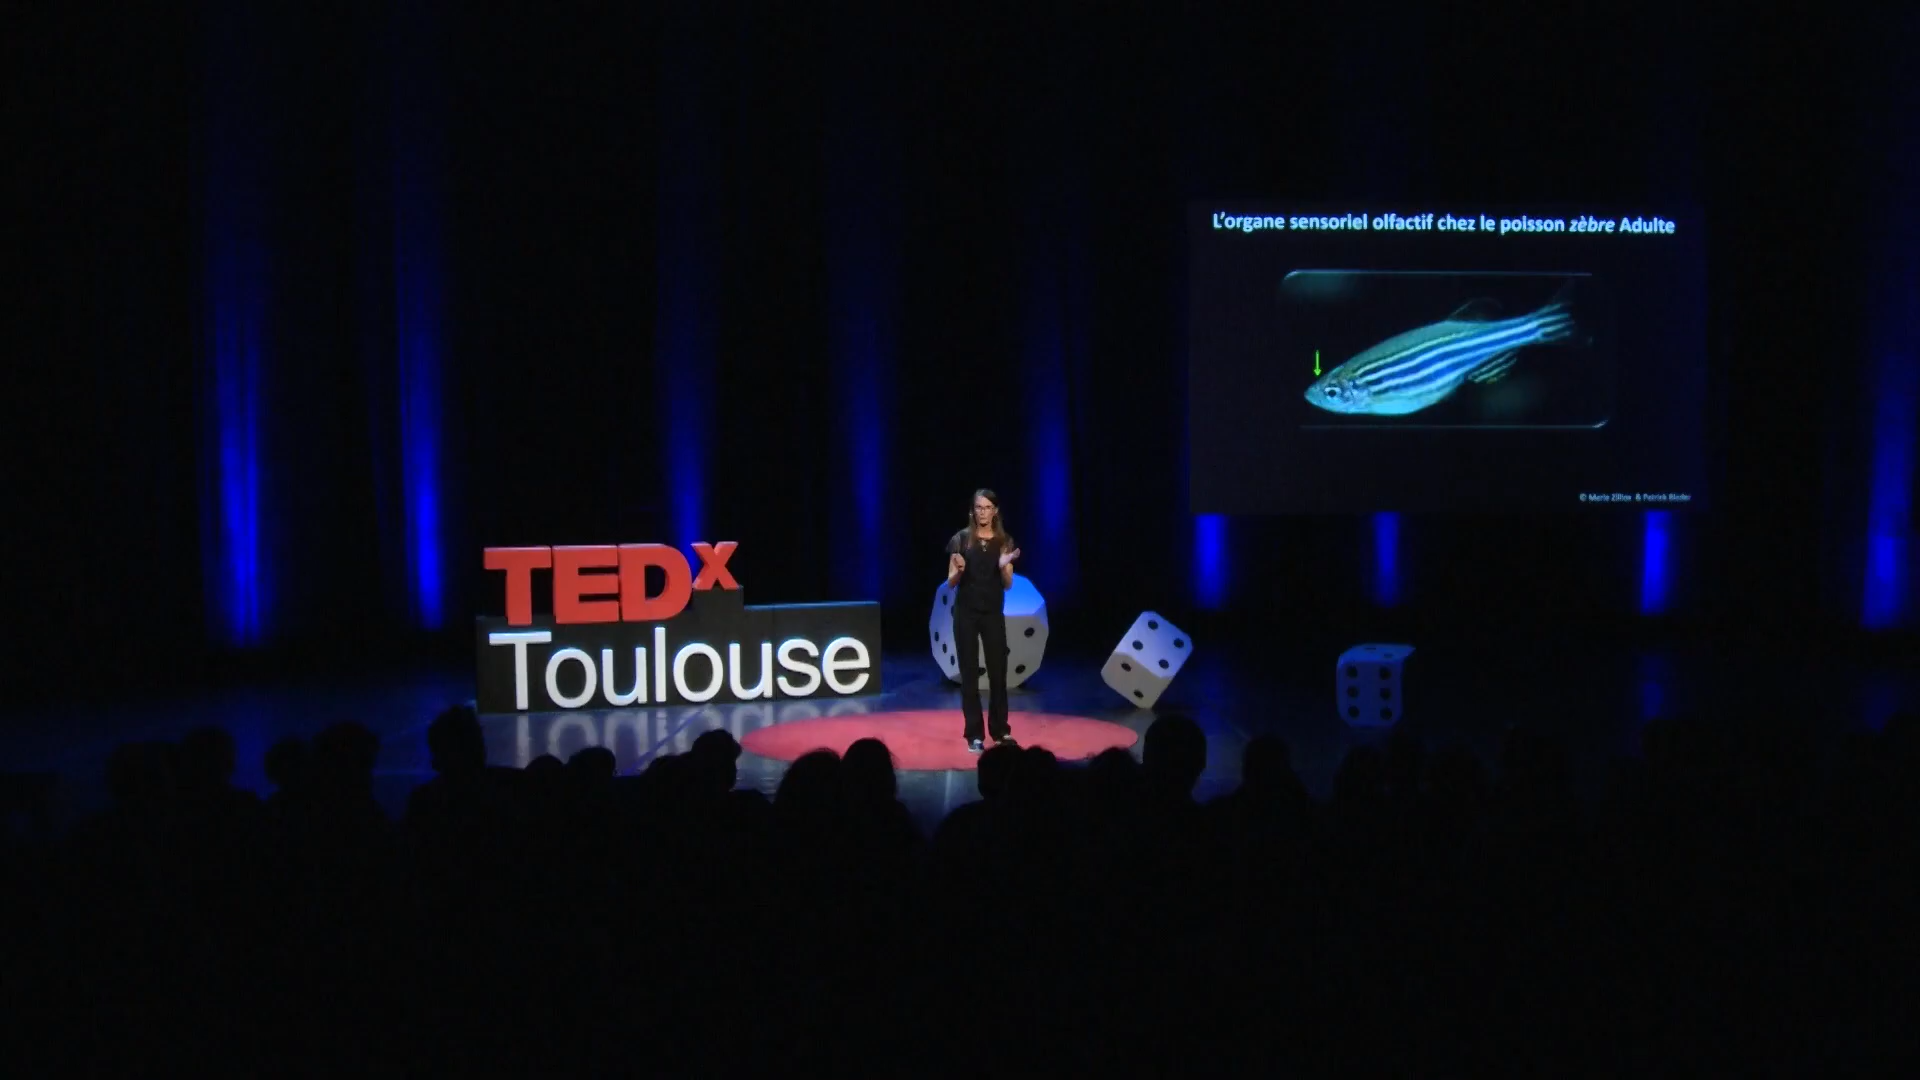 L'organe sensoriel olfactif chez le poisson zèbre Adulte
TEDx
Toulouse